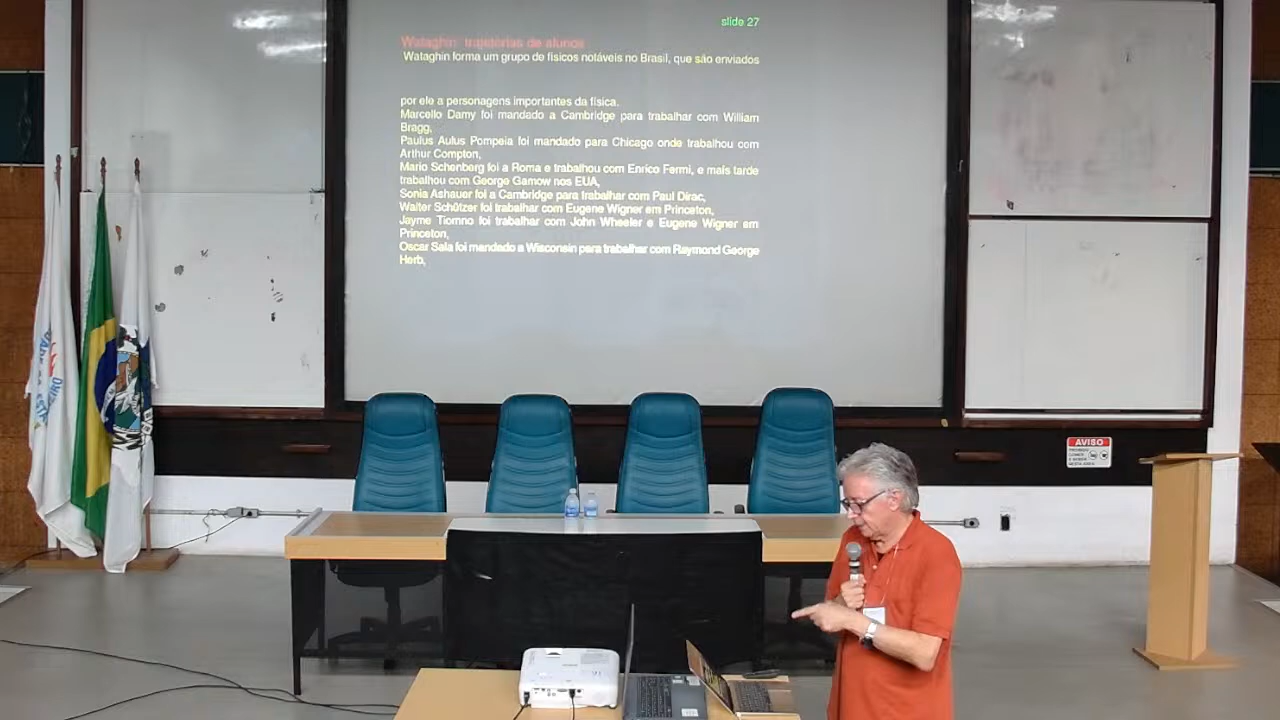 slide 27
Wataghin: trajetórias de alunos
Wataghin forma um grupo de físicos notáveis no Brasil, que são enviados
por ele a personagens importantes da física.
Marcello Damy foi mandado a Cambridge para trabalhar com William
Bragg,
Paulus Aulus Pompeia foi mandado para Chicago onde trabalhou com
Arthur Compton,
Mario Schenberg foi a Roma e trabalhou com Enrico Fermi, e mais tarde
trabalhou com George Gamow nos EUA,
Sonia Ashauer foi a Cambridge para trabalhar com Paul Dirac,
Walter Schützer foi trabalhar com Eugene Wigner em Princeton,
Jayme Tiomno foi trabalhar com John Wheeler e Eugene Wigner em
Princeton,
Oscar Sala foi mandado a Wisconsin para trabalhar com Raymond George
Herb,
AVISO